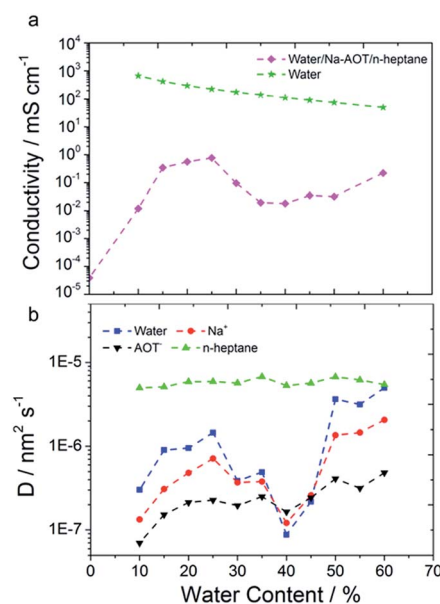 a
Water/Na-AOT/n-heptane
Water
Conductivity / mS cm⁻¹
10⁴
10³
10²
10¹
10⁰
10⁻¹
10⁻²
10⁻³
10⁻⁴
10⁻⁵
b
Water Na⁺
AOT⁻ n-heptane
D / nm² s⁻¹
1E-5
1E-6
1E-7
0 10 20 30 40 50 60 70
Water Content / %